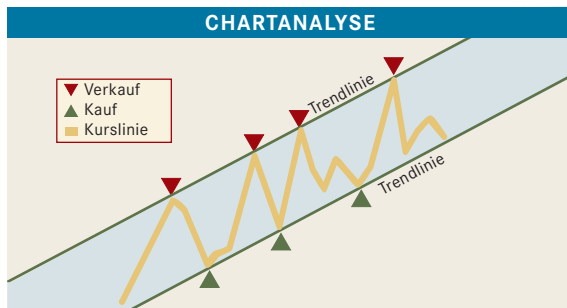 CHARTANALYSE
Verkauf
Kauf
Kurslinie
Trendlinie
Trendlinie